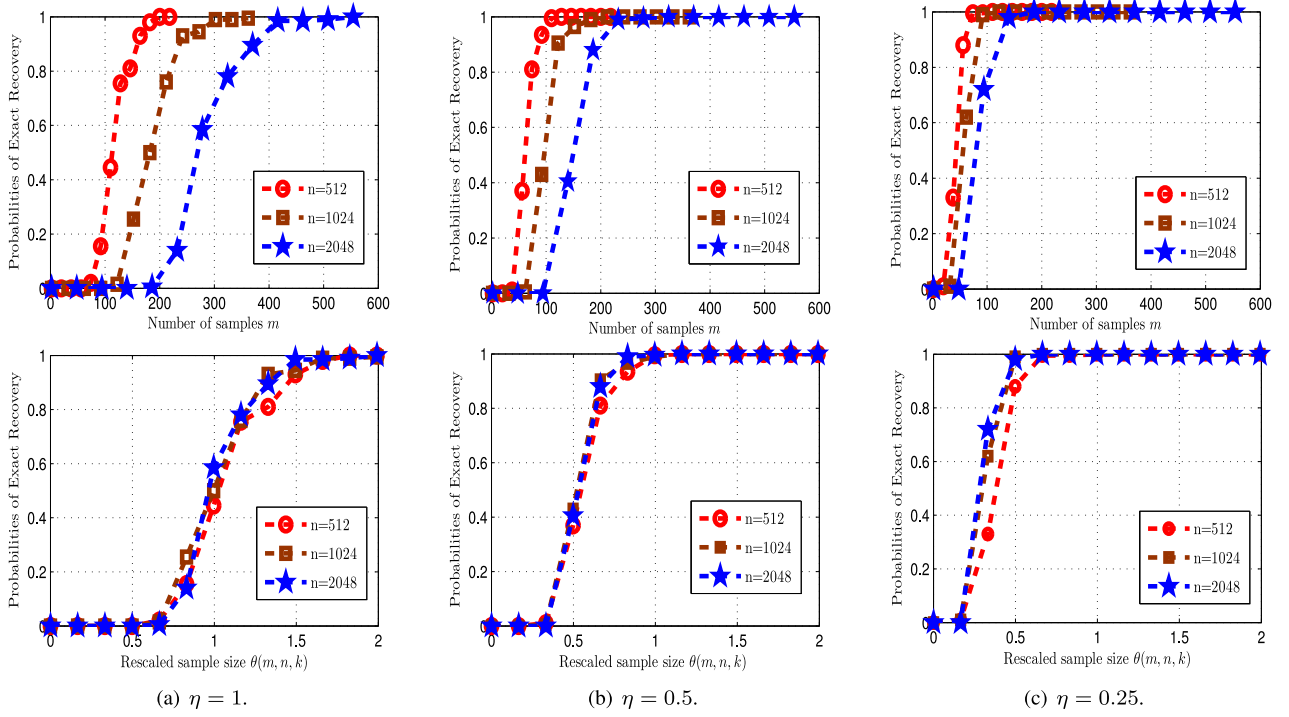 Probabilities of Exact Recovery
1
0.8
0.6
0.4
0.2
0
0 100 200 300 400 500 600
Number of samples m
n=512
n=1024
n=2048
Probabilities of Exact Recovery
1
0.8
0.6
0.4
0.2
0
0 100 200 300 400 500 600
Number of samples m
n=512
n=1024
n=2048
Probabilities of Exact Recovery
1
0.8
0.6
0.4
0.2
0
0 100 200 300 400 500 600
Number of samples m
n=512
n=1024
n=2048
Probabilities of Exact Recovery
1
0.8
0.6
0.4
0.2
0
0 0.5 1 1.5 2
Rescaled sample size θ(m, n, k)
n=512
n=1024
n=2048
(a) η = 1.
Probabilities of Exact Recovery
1
0.8
0.6
0.4
0.2
0
0 0.5 1 1.5 2
Rescaled sample size θ(m, n, k)
n=512
n=1024
n=2048
(b) η = 0.5.
Probabilities of Exact Recovery
1
0.8
0.6
0.4
0.2
0
0 0.5 1 1.5 2
Rescaled sample size θ(m, n, k)
n=512
n=1024
n=2048
(c) η = 0.25.